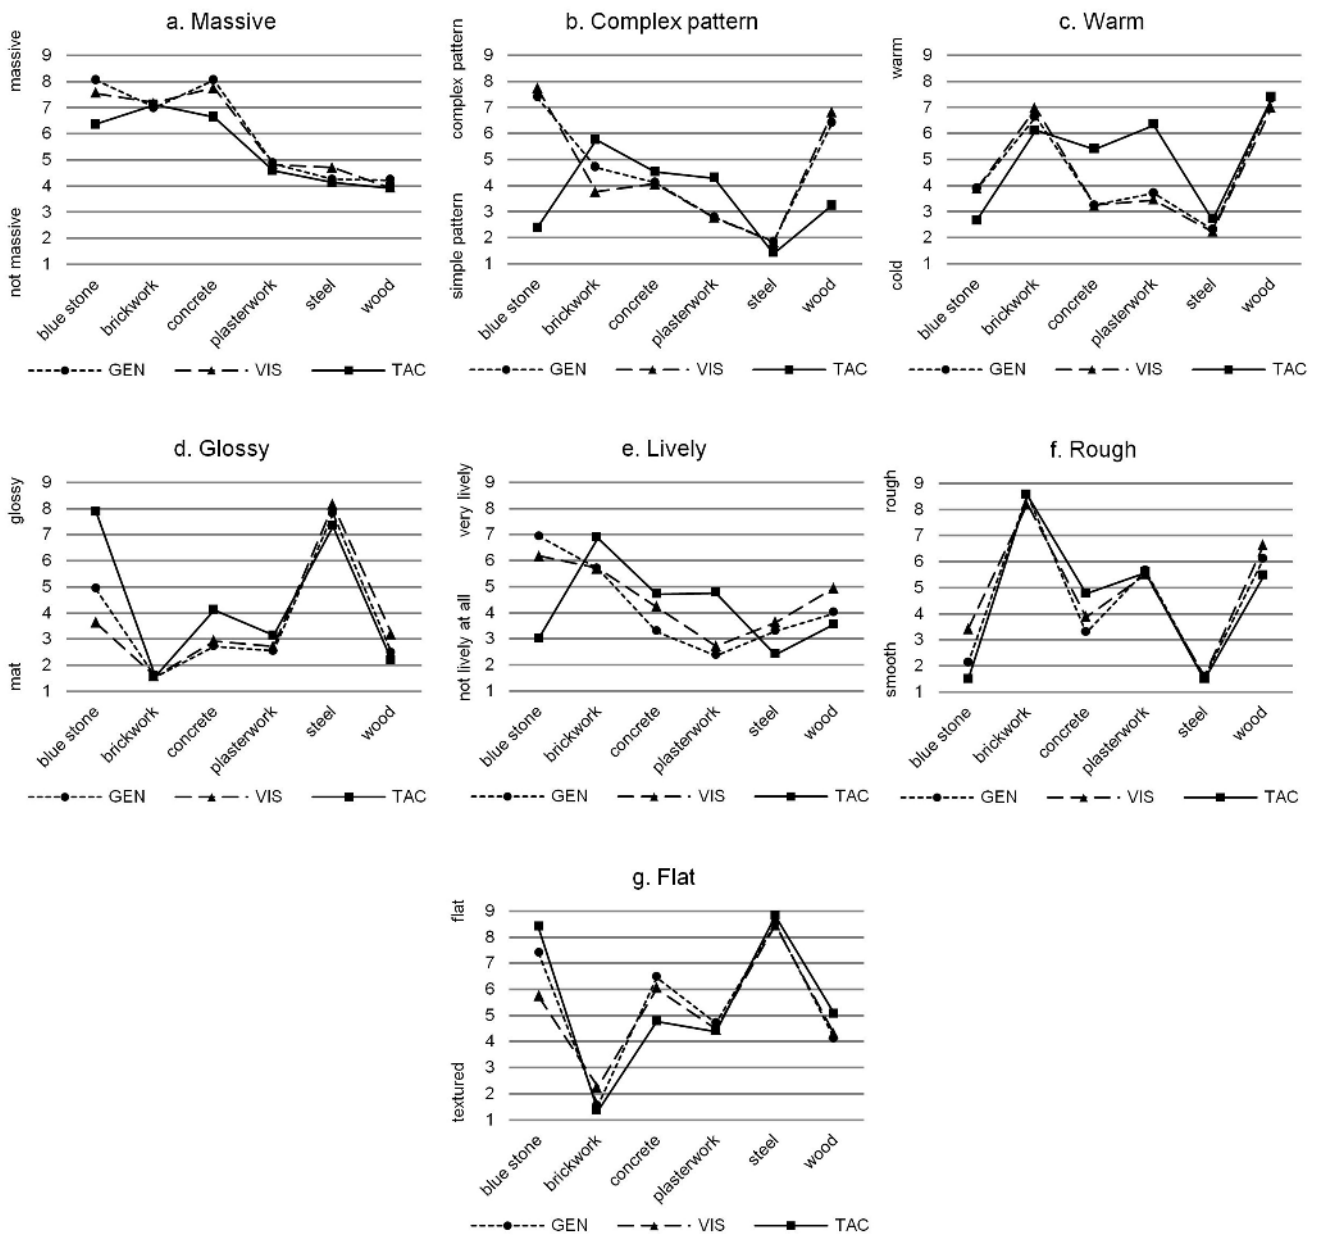 a. Massive
massive
not massive
9
8
7
6
5
4
3
2
1
blue stone
brickwork
concrete
plasterwork
steel
wood
GEN VIS TAC
b. Complex pattern
complex pattern
simple pattern
9
8
7
6
5
4
3
2
1
blue stone
brickwork
concrete
plasterwork
steel
wood
GEN VIS TAC
c. Warm
warm
cold
9
8
7
6
5
4
3
2
1
blue stone
brickwork
concrete
plasterwork
steel
wood
GEN VIS TAC
d. Glossy
glossy
mat
9
8
7
6
5
4
3
2
1
blue stone
brickwork
concrete
plasterwork
steel
wood
GEN VIS TAC
e. Lively
very lively
not lively at all
9
8
7
6
5
4
3
2
1
blue stone
brickwork
concrete
plasterwork
steel
wood
GEN VIS TAC
f. Rough
rough
smooth
9
8
7
6
5
4
3
2
1
blue stone
brickwork
concrete
plasterwork
steel
wood
GEN VIS TAC
g. Flat
flat
textured
9
8
7
6
5
4
3
2
1
blue stone
brickwork
concrete
plasterwork
steel
wood
GEN VIS TAC